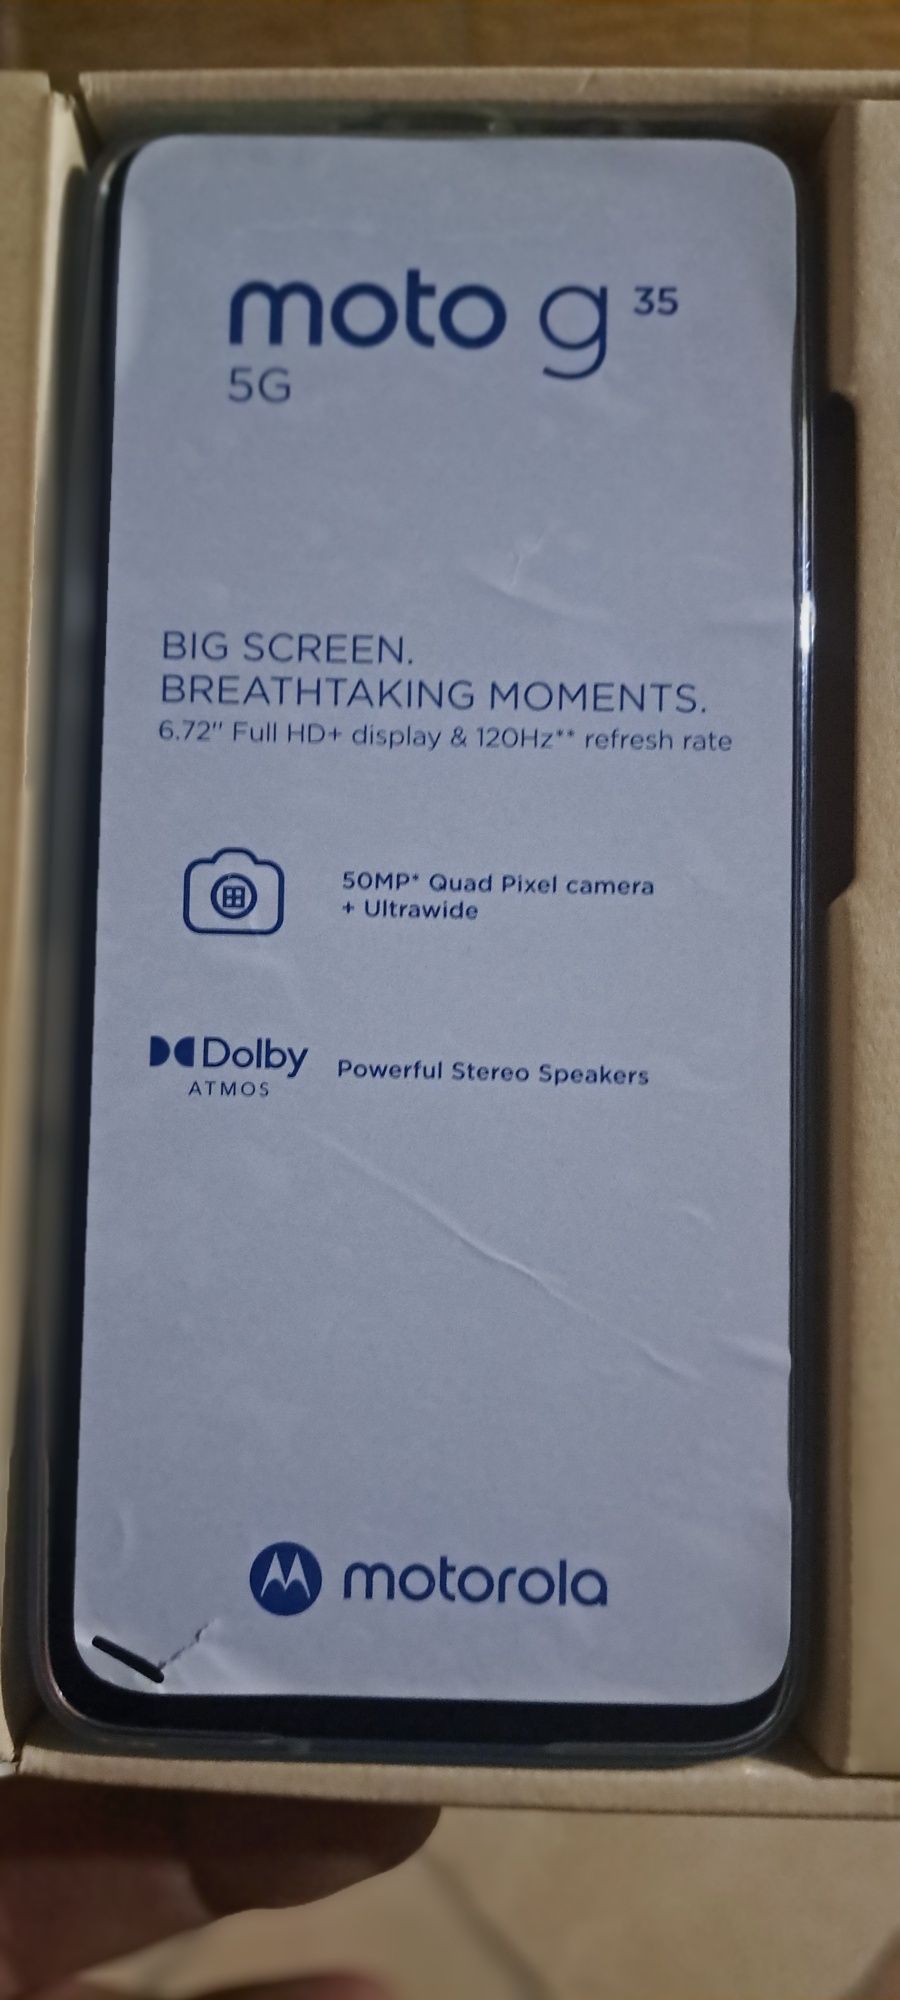 moto g 35
5G
BIG SCREEN.
BREATHTAKING MOMENTS.
6.72" Full HD+ display & 120Hz** refresh rate
50MP* Quad Pixel camera
+ Ultrawide
Dolby
ATMOS
Powerful Stereo Speakers
motorola